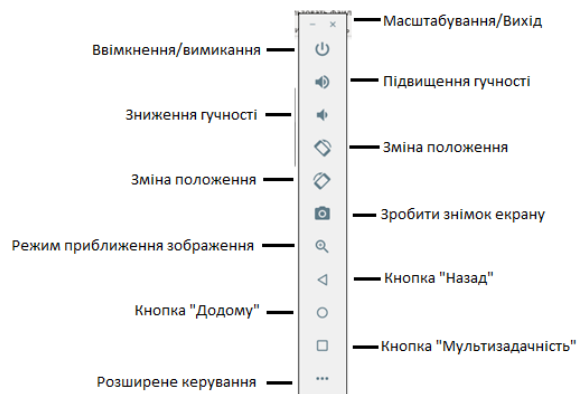 Масштабування/Вихід
Ввімкнення/вимикання
Підвищення гучності
Зниження гучності
Зміна положення
Зміна положення
Зробити знімок екрану
Режим приближення зображення
Кнопка "Назад"
Кнопка "Додому"
Кнопка "Мультизадачність"
Розширене керування